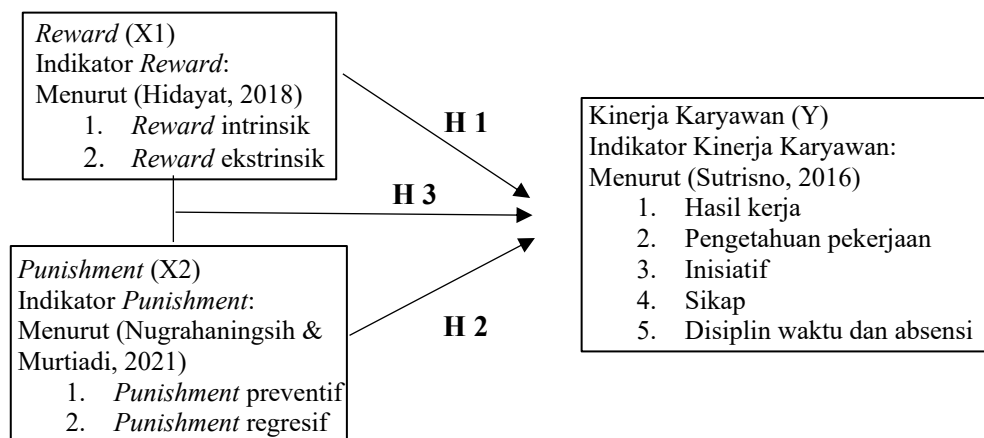 Reward (X1)
Indikator Reward:
Menurut (Hidayat, 2018)
1. Reward intrinsik
2. Reward ekstrinsik
H 1
H 3
H 2
Punishment (X2)
Indikator Punishment:
Menurut (Nugrahaningsih &
Murtiadi, 2021)
1. Punishment preventif
2. Punishment regresif
Kinerja Karyawan (Y)
Indikator Kinerja Karyawan:
Menurut (Sutrisno, 2016)
1. Hasil kerja
2. Pengetahuan pekerjaan
3. Inisiatif
4. Sikap
5. Disiplin waktu dan absensi